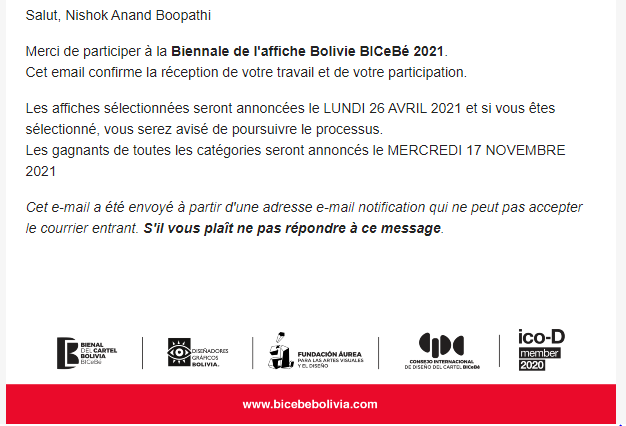 Salut, Nishok Anand Boopathi
Merci de participer à la Biennale de l'affiche Bolivie BICeBé 2021.
Cet email confirme la réception de votre travail et de votre participation.
Les affiches sélectionnées seront annoncées le LUNDI 26 AVRIL 2021 et si vous êtes
sélectionné, vous serez avisé de poursuivre le processus.
Les gagnants de toutes les catégories seront annoncés le MERCREDI 17 NOVEMBRE
2021
Cet e-mail a été envoyé à partir d'une adresse e-mail notification qui ne peut pas accepter
le courrier entrant. S'il vous plaît ne pas répondre à ce message.
BIENAL
DEL CARTEL
BOLIVIA
BICeBé
DISEÑADORES
GRÁFICOS
BOLIVIA.
FUNDACIÓN ÁUREA
PARA LAS ARTES VISUALES
Y EL DISEÑO
CONSEJO INTERNACIONAL
DE DISEÑO DEL CARTEL BICeBé
ico-D
member
2020
www.bicebebolivia.com